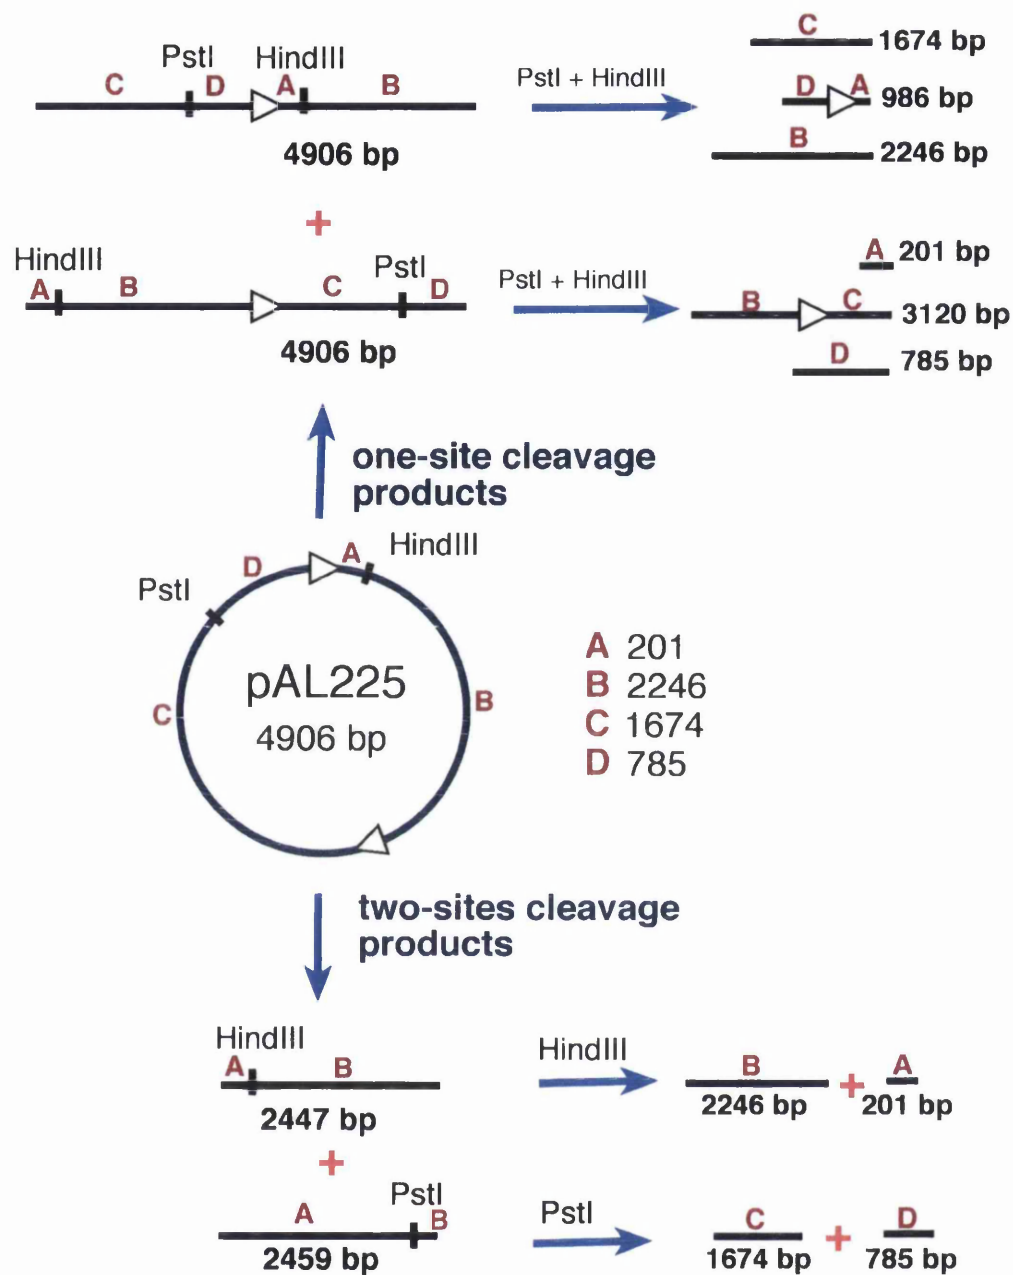 PstI HindIII
C D A B
4906 bp
PstI + HindIII
C
1674 bp
D A
986 bp
B
2246 bp
+
HindIII
A B C PstI D
4906 bp
PstI + HindIII
A 201 bp
B C
3120 bp
D
785 bp
one-site cleavage
products
D A HindIII
PstI
C B
pAL225
4906 bp
A 201
B 2246
C 1674
D 785
two-sites cleavage
products
HindIII
A B
2447 bp
HindIII
B A
+
2246 bp 201 bp
+
PstI
A B
2459 bp
PstI
C D
+
1674 bp 785 bp